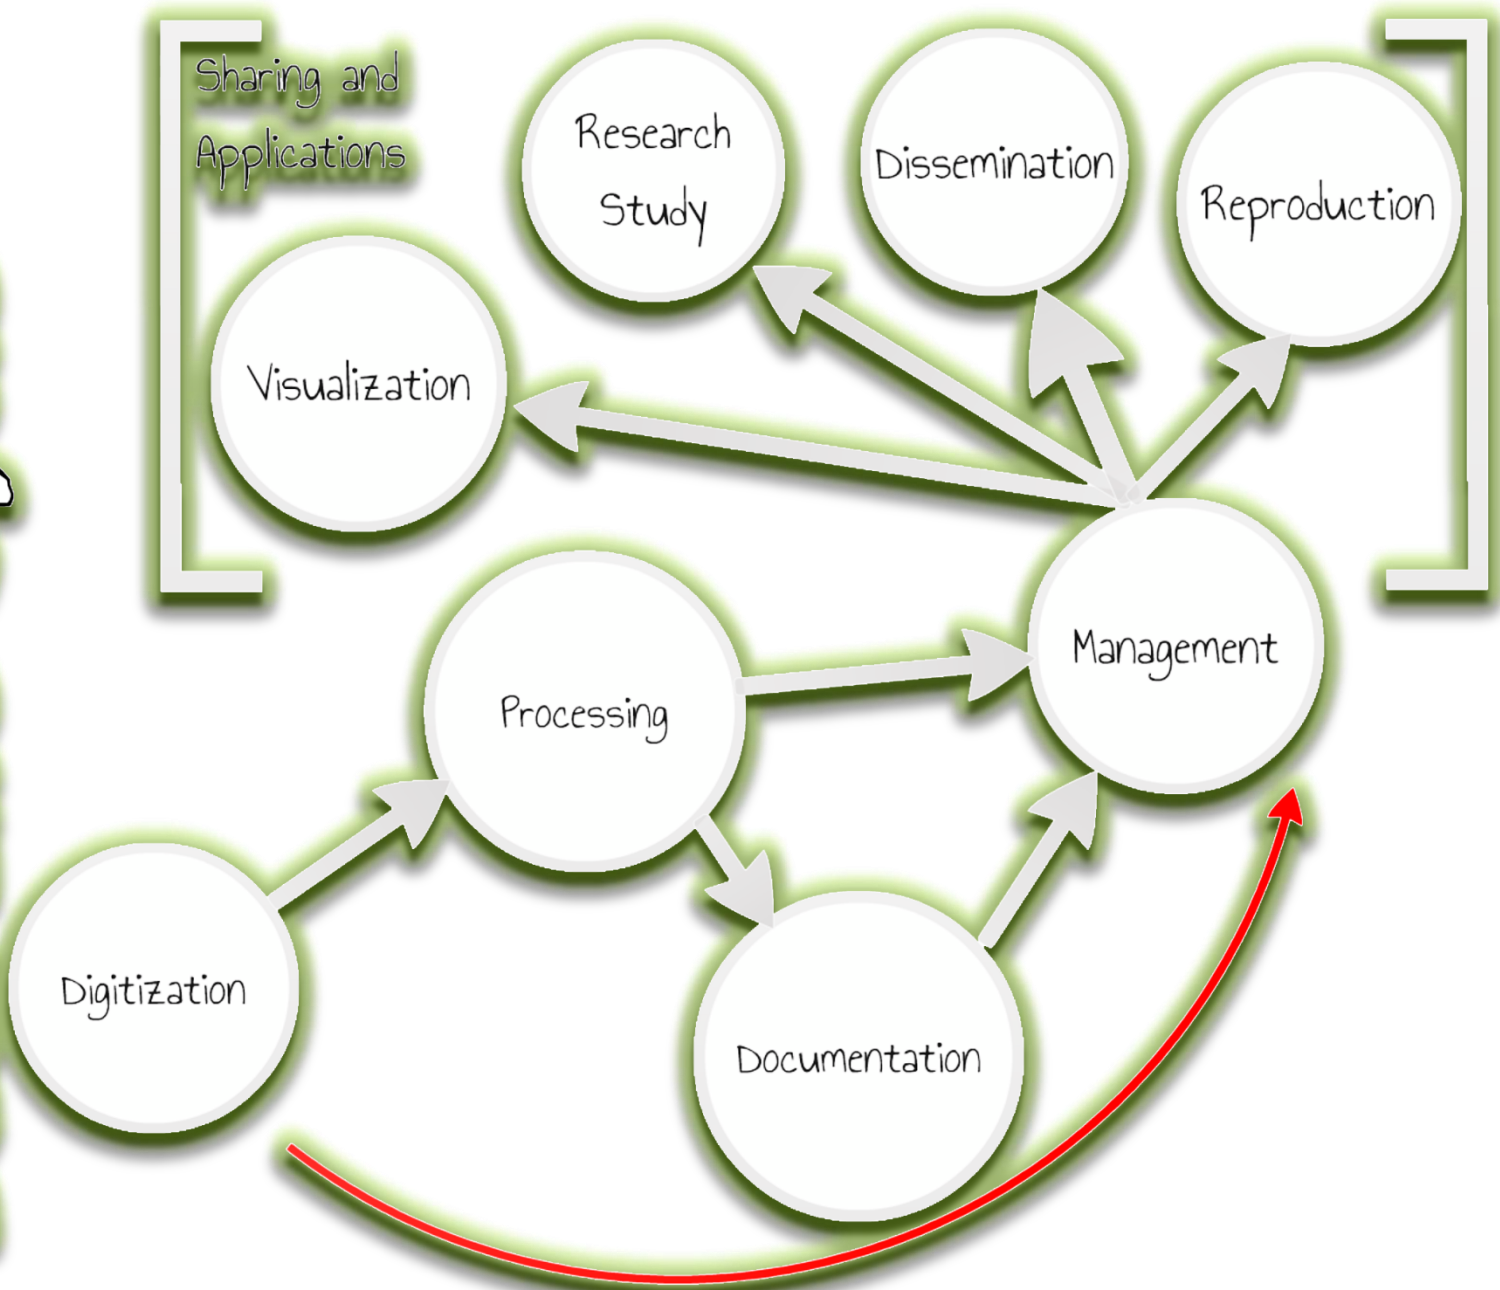 Sharing and
Applications
Research
Study
Dissemination
Reproduction
Visualization
Management
Processing
Digitization
Documentation